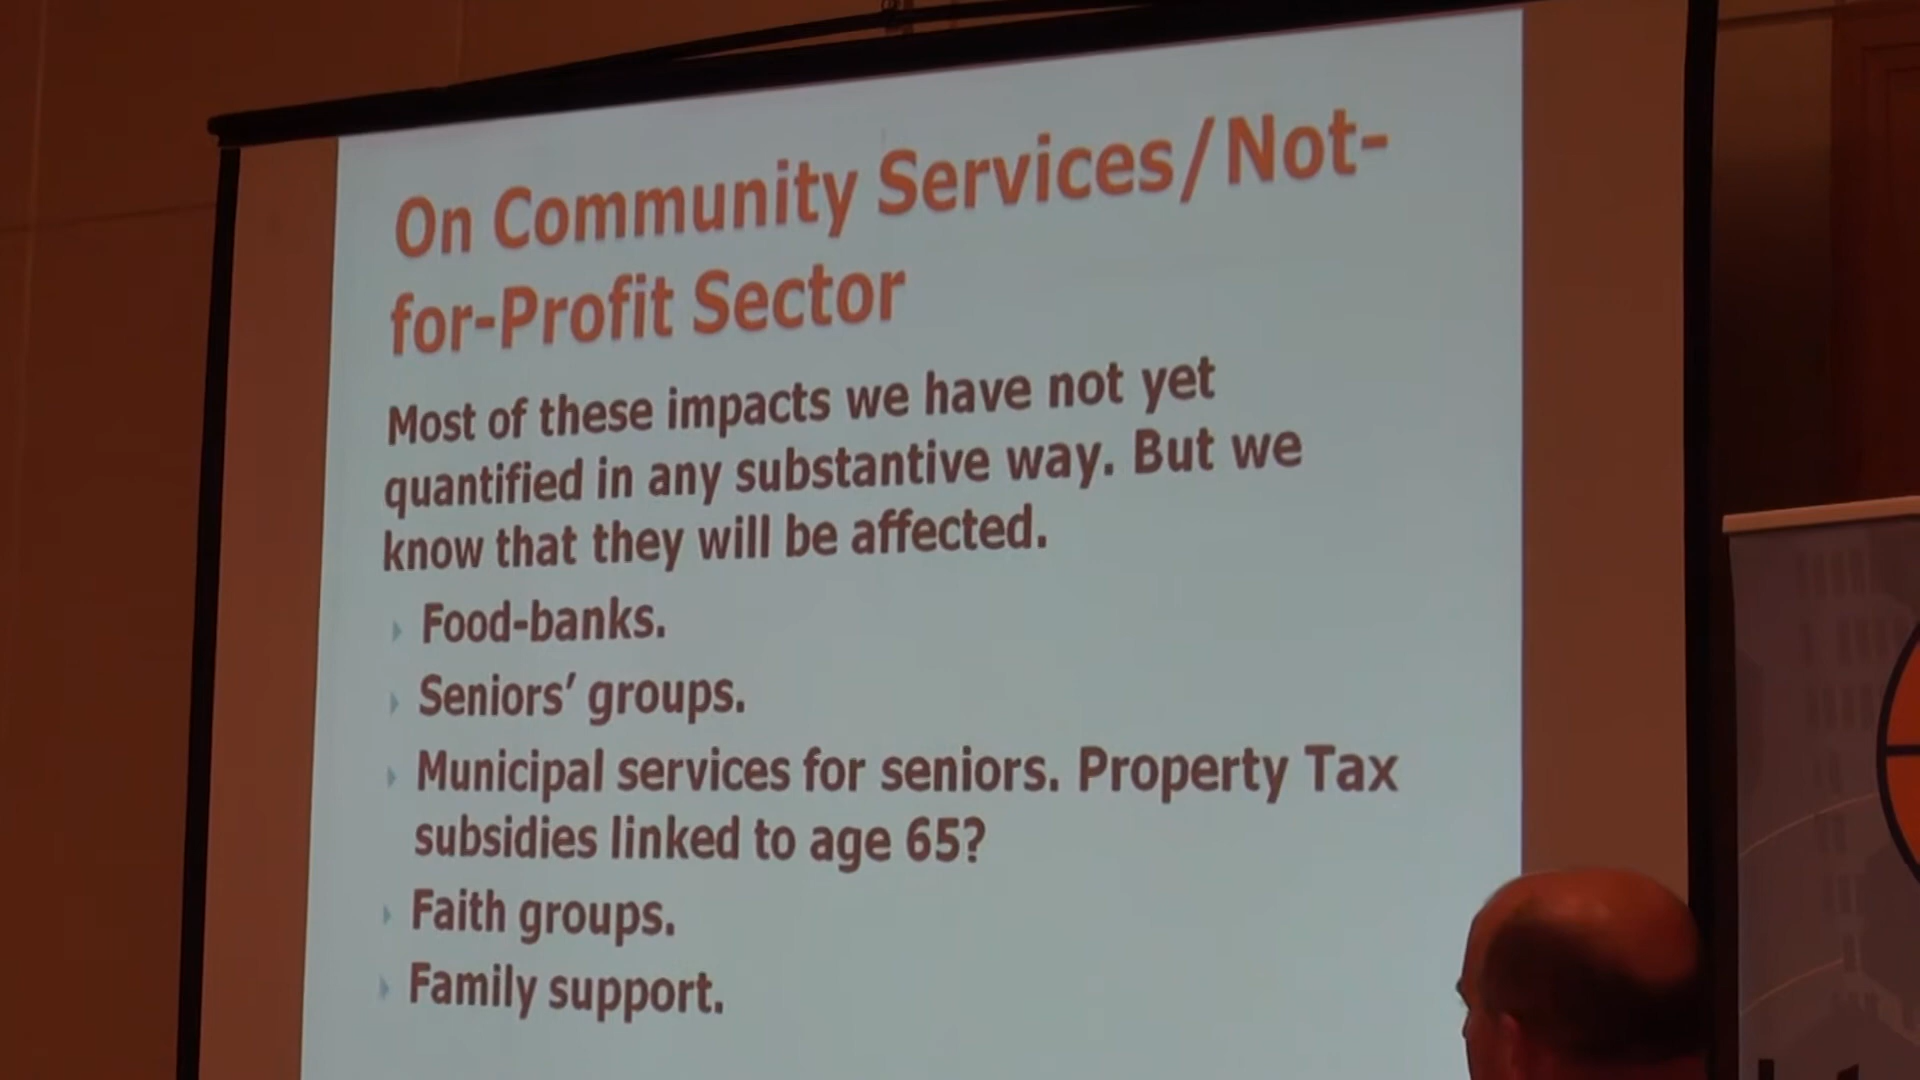 On Community Services/Not-
for-Profit Sector
Most of these impacts we have not yet
quantified in any substantive way. But we
know that they will be affected.
Food-banks.
Seniors' groups.
Municipal services for seniors. Property Tax
subsidies linked to age 65?
Faith groups.
Family support.